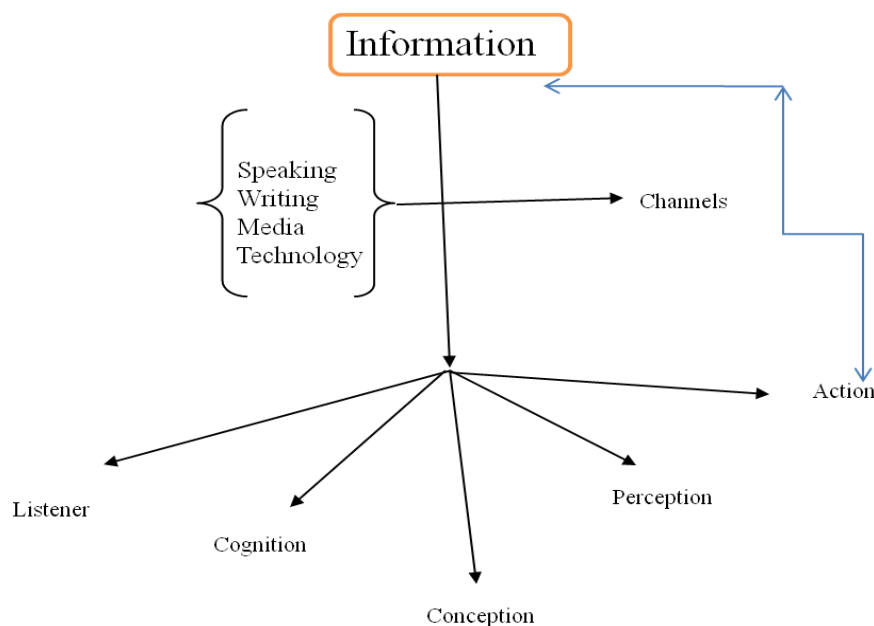 Information
Speaking
Writing
Media
Technology
Channels
Action
Perception
Listener
Cognition
Conception